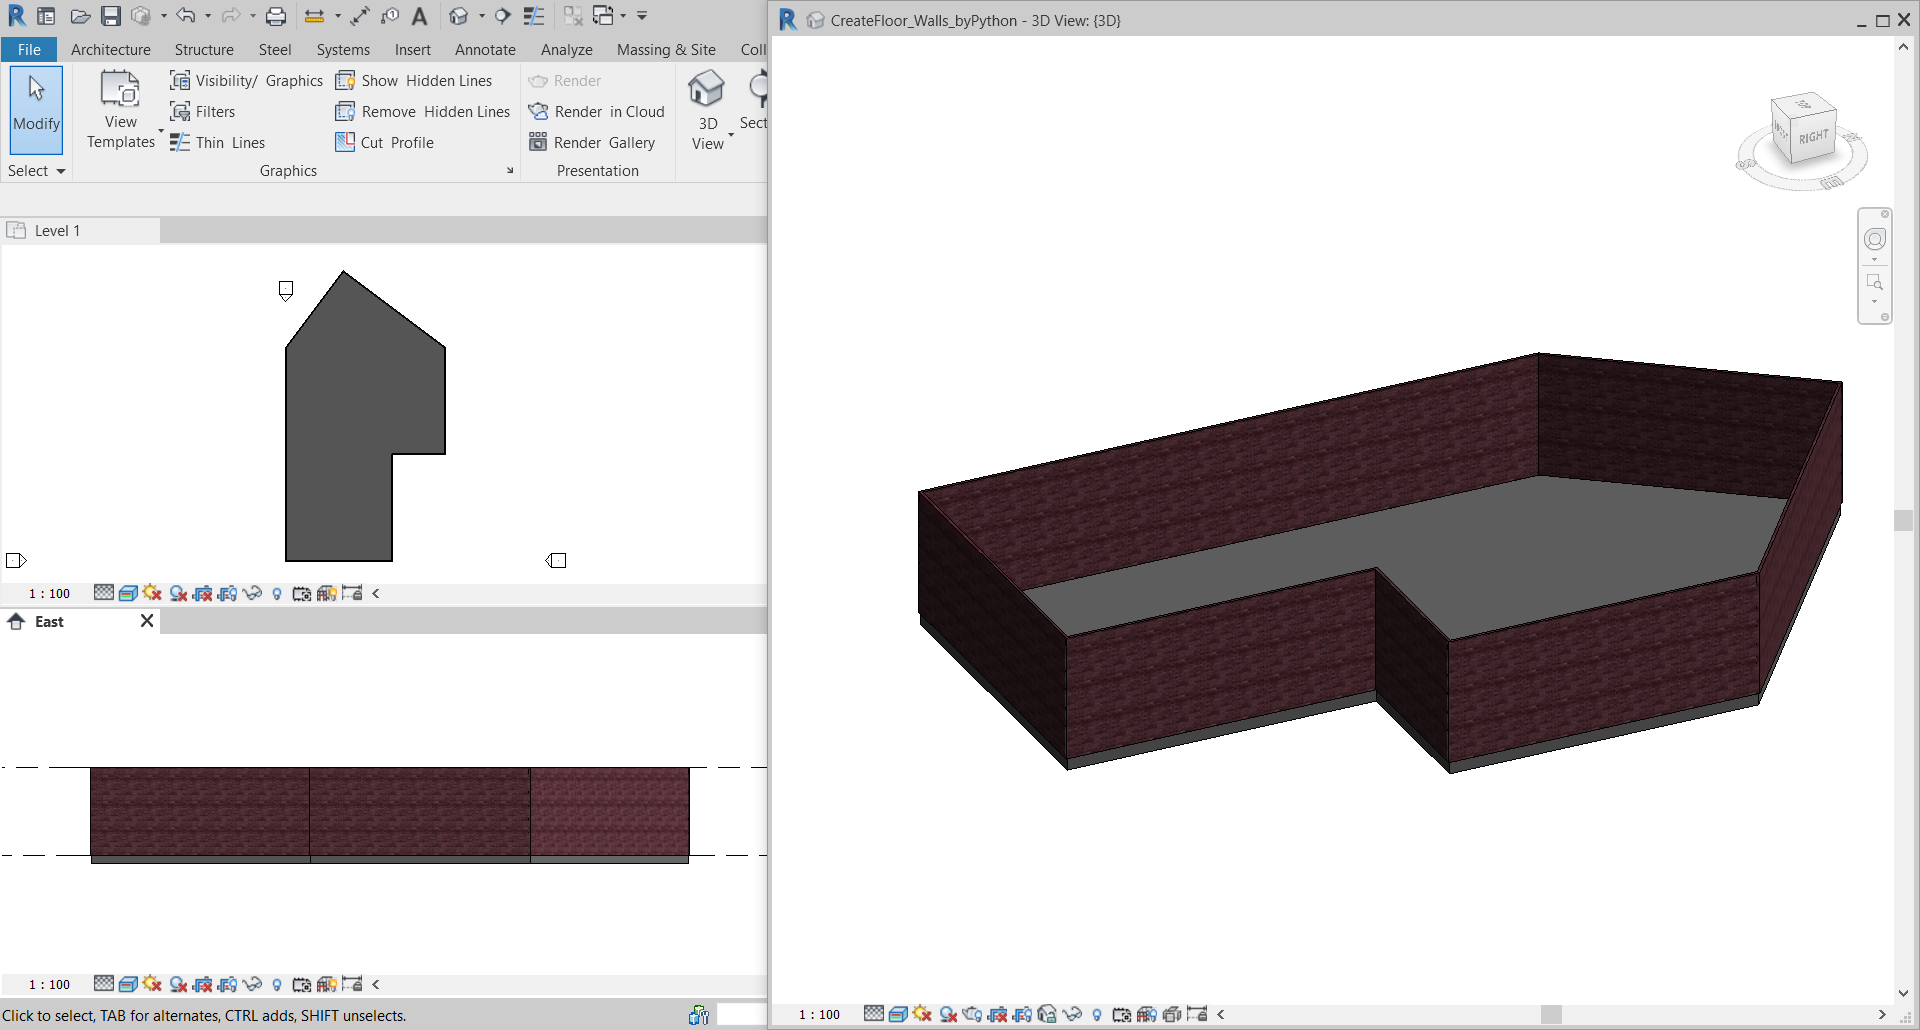 CreateFloor_Walls_byPython - 3D View: {3D}
File Architecture Structure Steel Systems Insert Annotate Analyze Massing & Site Coll
Modify
Select
View
Templates
Visibility/ Graphics
Filters
Thin Lines
Show Hidden Lines
Remove Hidden Lines
Cut Profile
Graphics
Render
Render in Cloud
Render Gallery
Presentation
3D
View
Sect
TOP
RIGHT
Level 1
1 : 100
East
1 : 100
1 : 100
Click to select, TAB for alternates, CTRL adds, SHIFT unselects.